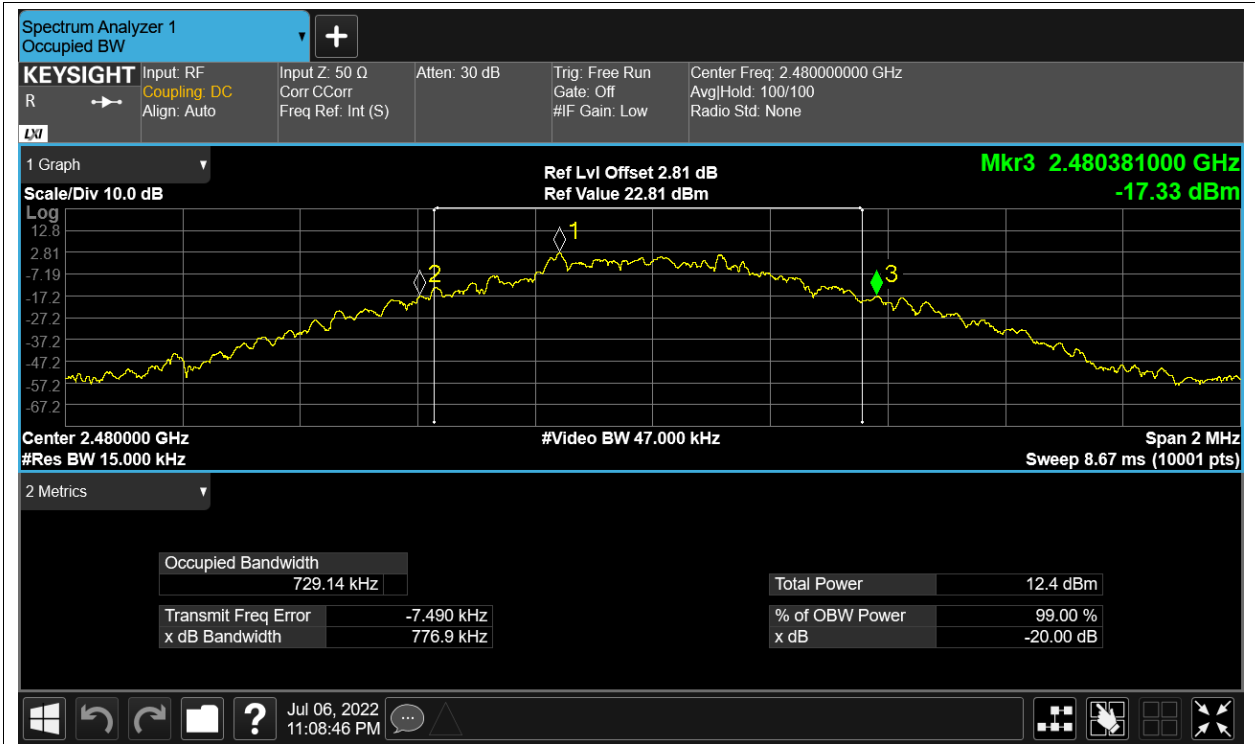 Spectrum Analyzer 1
Occupied BW
KEYSIGHT
R
LXI
Input: RF
Coupling: DC
Align: Auto
Input Z: 50 Ω
Corr CCorr
Freq Ref: Int (S)
Atten: 30 dB
Trig: Free Run
Gate: Off
#IF Gain: Low
Center Freq: 2.480000000 GHz
Avg|Hold: 100/100
Radio Std: None
1 Graph
Scale/Div 10.0 dB
Ref Lvl Offset 2.81 dB
Ref Value 22.81 dBm
Mkr3 2.480381000 GHz
-17.33 dBm
Log
12.8
2.81
-7.19
-17.2
-27.2
-37.2
-47.2
-57.2
-67.2
1
2
3
Center 2.480000 GHz
#Res BW 15.000 kHz
#Video BW 47.000 kHz
Span 2 MHz
Sweep 8.67 ms (10001 pts)
2 Metrics
Occupied Bandwidth
729.14 kHz
Transmit Freq Error -7.490 kHz
x dB Bandwidth 776.9 kHz
Total Power 12.4 dBm
% of OBW Power 99.00 %
x dB -20.00 dB
?
Jul 06, 2022
11:08:46 PM